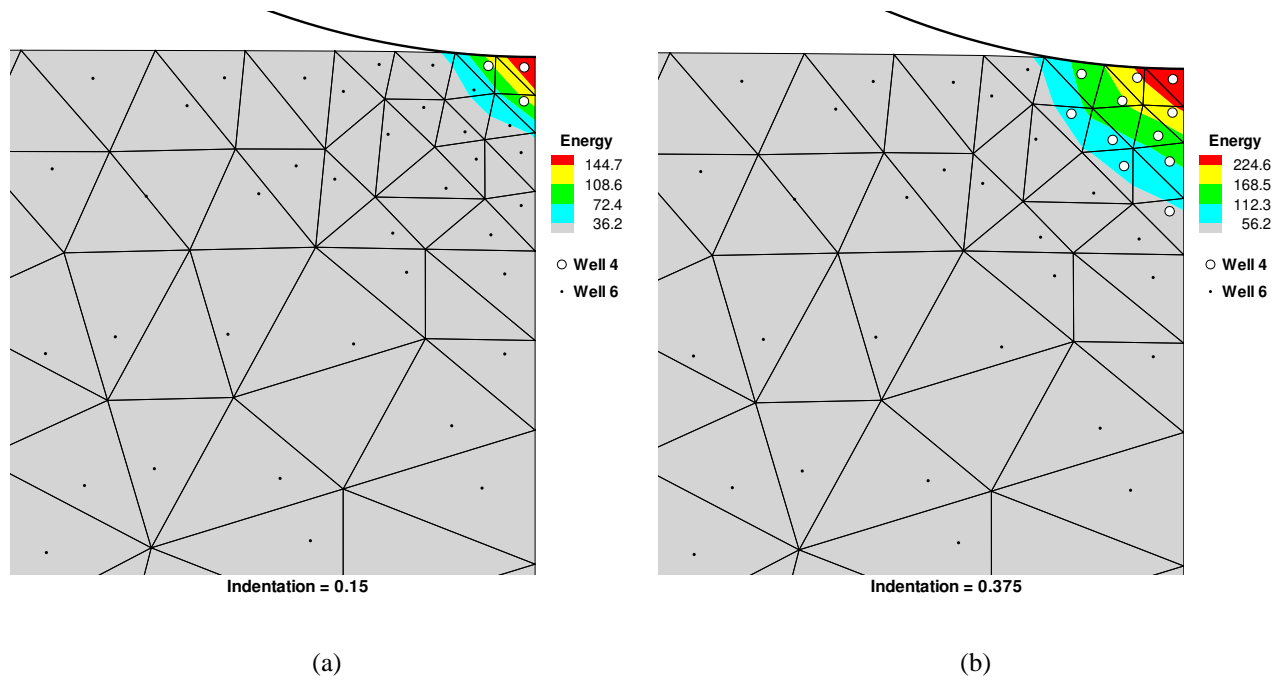 Energy
144.7
108.6
72.4
36.2
Well 4
Well 6
Indentation = 0.15
(a)
Energy
224.6
168.5
112.3
56.2
Well 4
Well 6
Indentation = 0.375
(b)